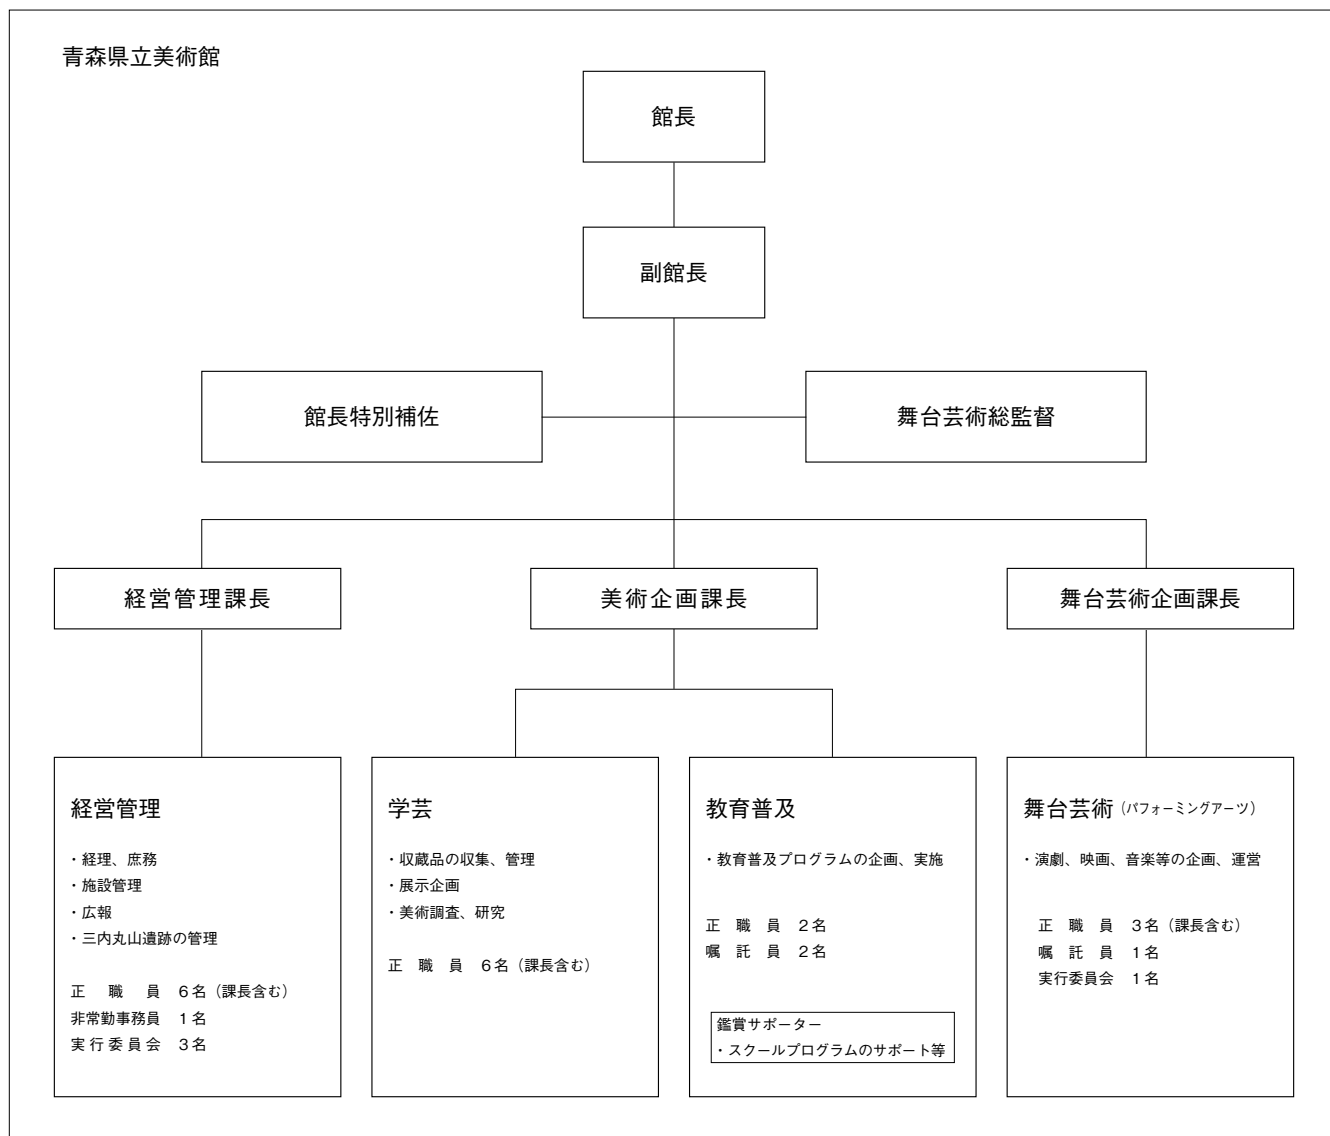 青森県立美術館
館長
副館長
館長特別補佐
舞台芸術総監督
経営管理課長
美術企画課長
舞台芸術企画課長
経営管理
・経理、庶務
・施設管理
・広報
・三内丸山遺跡の管理
正　職　員　6名（課長含む）
非常勤事務員　1名
実行委員会　3名
学芸
・収蔵品の収集、管理
・展示企画
・美術調査、研究
正　職　員　6名（課長含む）
教育普及
・教育普及プログラムの企画、実施
正　職　員　2名
嘱　託　員　2名
鑑賞サポーター
・スクールプログラムのサポート等
舞台芸術（パフォーミングアーツ）
・演劇、映画、音楽等の企画、運営
正　職　員　3名（課長含む）
嘱　託　員　1名
実行委員会　1名